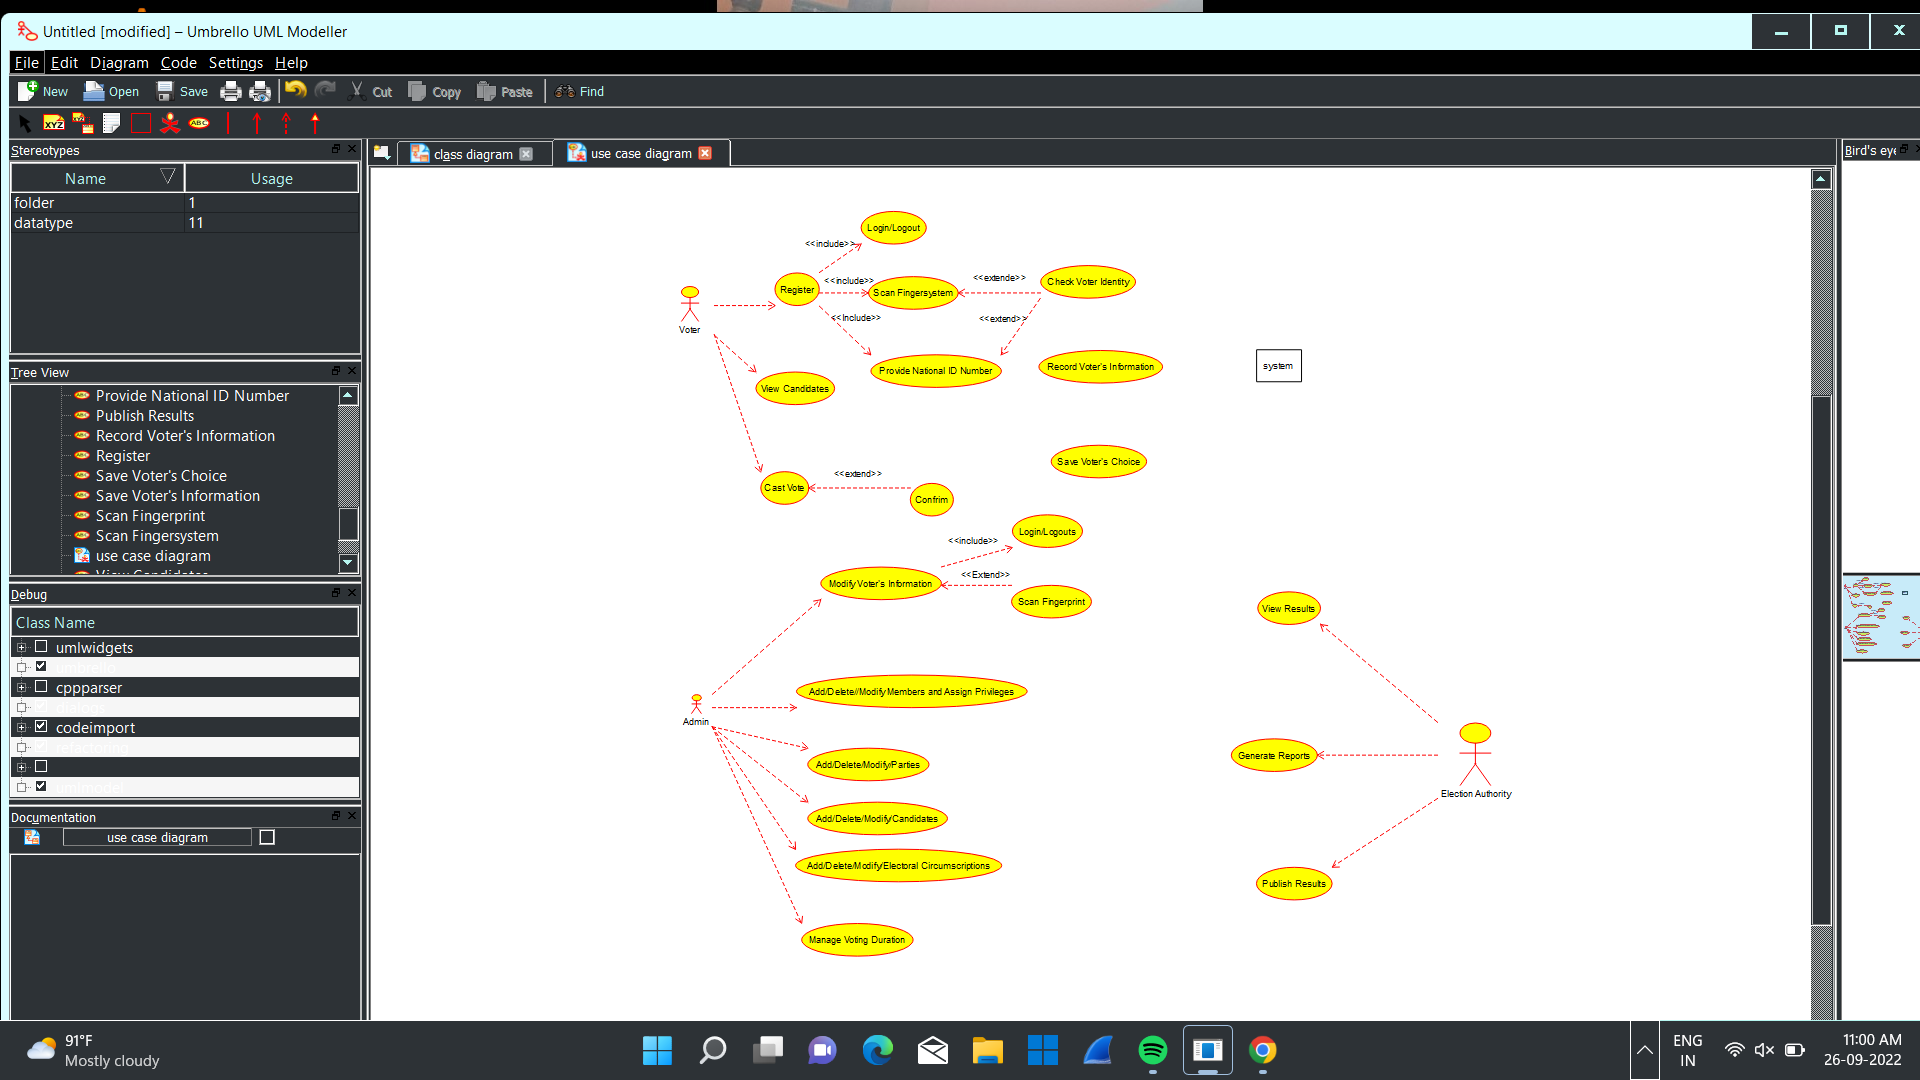 Untitled [modified] – Umbrello UML Modeller
File Edit Diagram Code Settings Help
New Open Save Cut Copy Paste Find
XYZ ABC
Stereotypes
Name Usage
folder 1
datatype 11
Tree View
Provide National ID Number
Publish Results
Record Voter's Information
Register
Save Voter's Choice
Save Voter's Information
Scan Fingerprint
Scan Fingersystem
use case diagram
View Candidates
Debug
Class Name
umlwidgets
umbrello
cppparser
dialogs
codeimport
refactoring
umlmodel
Documentation
use case diagram
class diagram
use case diagram
Bird's eye
Login/Logout
<<include>>
Register
<<include>>
Scan Fingersystem
<<extende>>
Check Voter Identity
Voter
<<Include>>
<<extend>>
Provide National ID Number
Record Voter's Information
system
View Candidates
Save Voter's Choice
<<extend>>
Cast Vote
Confrim
Login/Logouts
<<include>>
Modify Voter's Information
<<Extend>>
Scan Fingerprint
View Results
Add/Delete//Modify Members and Assign Privileges
Admin
Add/Delete/Modify/Parties
Generate Reports
Election Authority
Add/Delete/ModifyCandidates
Add/Delete/Modify/Electoral Circumscriptions
Publish Results
Manage Voting Duration
91°F
Mostly cloudy
ENG
IN
11:00 AM
26-09-2022